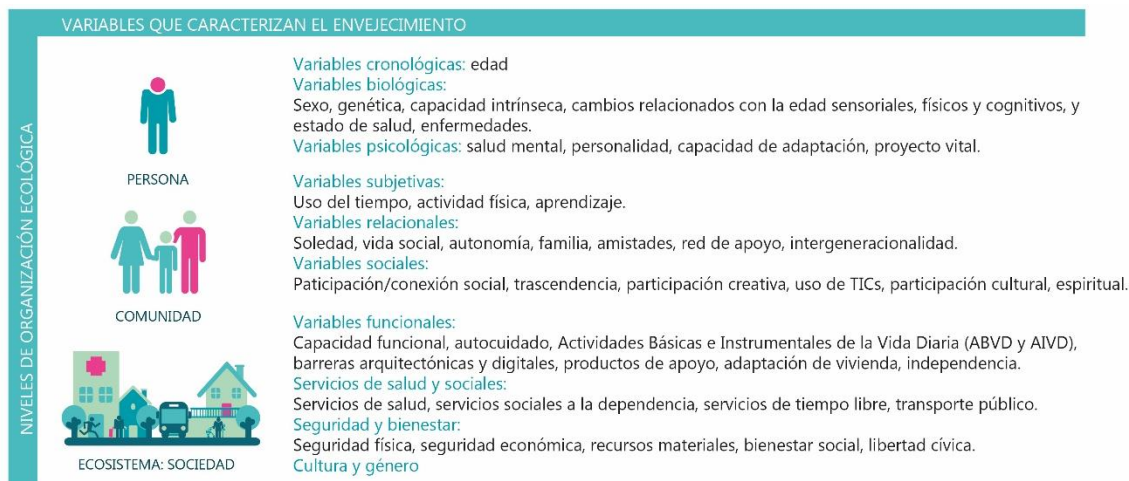 VARIABLES QUE CARACTERIZAN EL ENVEJECIMIENTO
NIVELES DE ORGANIZACIÓN ECOLÓGICA
PERSONA
Variables cronológicas: edad
Variables biológicas:
Sexo, genética, capacidad intrínseca, cambios relacionados con la edad sensoriales, físicos y cognitivos, y
estado de salud, enfermedades.
Variables psicológicas: salud mental, personalidad, capacidad de adaptación, proyecto vital.
COMUNIDAD
Variables subjetivas:
Uso del tiempo, actividad física, aprendizaje.
Variables relacionales:
Soledad, vida social, autonomía, familia, amistades, red de apoyo, intergeneracionalidad.
Variables sociales:
Paticipación/conexión social, trascendencia, participación creativa, uso de TICs, participación cultural, espiritual.
ECOSISTEMA: SOCIEDAD
Variables funcionales:
Capacidad funcional, autocuidado, Actividades Básicas e Instrumentales de la Vida Diaria (ABVD y AIVD),
barreras arquitectónicas y digitales, productos de apoyo, adaptación de vivienda, independencia.
Servicios de salud y sociales:
Servicios de salud, servicios sociales a la dependencia, servicios de tiempo libre, transporte público.
Seguridad y bienestar:
Seguridad física, seguridad económica, recursos materiales, bienestar social, libertad cívica.
Cultura y género